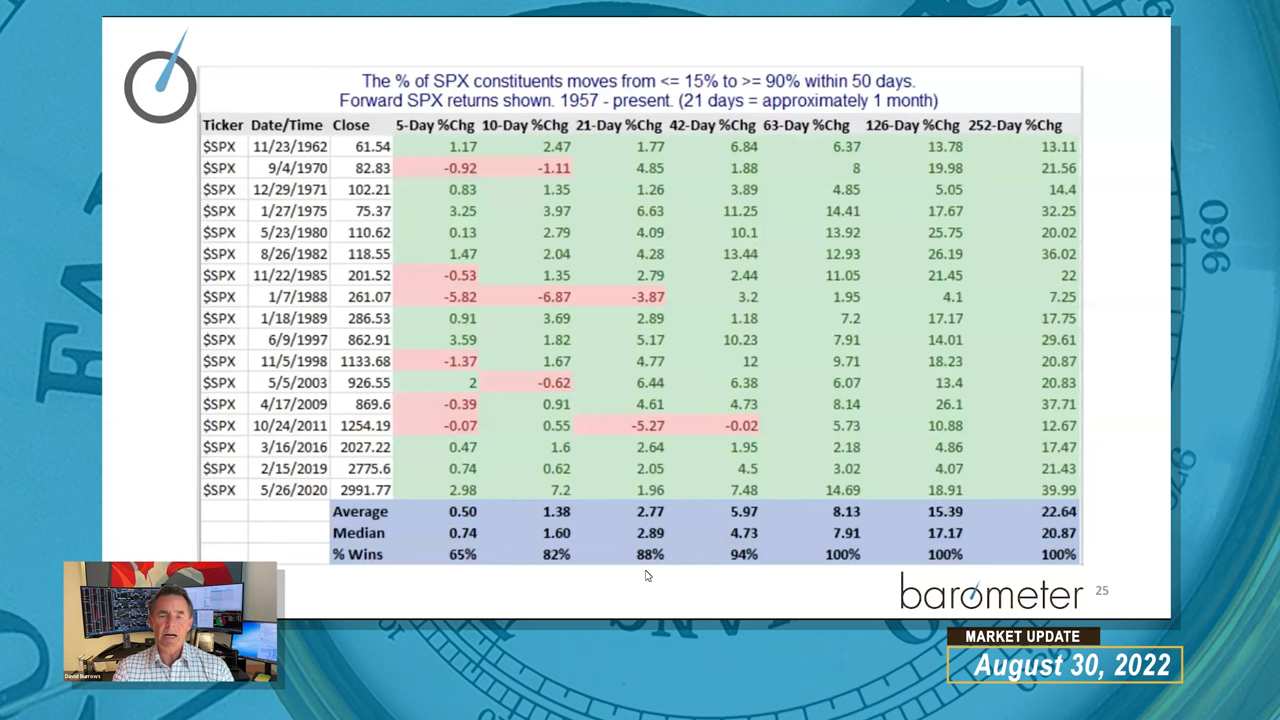 The % of SPX constituents moves from <= 15% to >= 90% within 50 days.
Forward SPX returns shown. 1957 - present. (21 days = approximately 1 month)
Ticker Date/Time Close 5-Day %Chg 10-Day %Chg 21-Day %Chg 42-Day %Chg 63-Day %Chg 126-Day %Chg 252-Day %Chg
$SPX 11/23/1962 61.54 1.17 2.47 1.77 6.84 6.37 13.78 13.11
$SPX 9/4/1970 82.83 -0.92 -1.11 4.85 1.88 8 19.98 21.56
$SPX 12/29/1971 102.21 0.83 1.35 1.26 3.89 4.85 5.05 14.4
$SPX 1/27/1975 75.37 3.25 3.97 6.63 11.25 14.41 17.67 32.25
$SPX 5/23/1980 110.62 0.13 2.79 4.09 10.1 13.92 25.75 20.02
$SPX 8/26/1982 118.55 1.47 2.04 4.28 13.44 12.93 26.19 36.02
$SPX 11/22/1985 201.52 -0.53 1.35 2.79 2.44 11.05 21.45 22
$SPX 1/7/1988 261.07 -5.82 -6.87 -3.87 3.2 1.95 4.1 7.25
$SPX 1/18/1989 286.53 0.91 3.69 2.89 1.18 7.2 17.17 17.75
$SPX 6/9/1997 862.91 3.59 1.82 5.17 10.23 7.91 14.01 29.61
$SPX 11/5/1998 1133.68 -1.37 1.67 4.77 12 9.71 18.23 20.87
$SPX 5/5/2003 926.55 2 -0.62 6.44 6.38 6.07 13.4 20.83
$SPX 4/17/2009 869.6 -0.39 0.91 4.61 4.73 8.14 26.1 37.71
$SPX 10/24/2011 1254.19 -0.07 0.55 -5.27 -0.02 5.73 10.88 12.67
$SPX 3/16/2016 2027.22 0.47 1.6 2.64 1.95 2.18 4.86 17.47
$SPX 2/15/2019 2775.6 0.74 0.62 2.05 4.5 3.02 4.07 21.43
$SPX 5/26/2020 2991.77 2.98 7.2 1.96 7.48 14.69 18.91 39.99
Average 0.50 1.38 2.77 5.97 8.13 15.39 22.64
Median 0.74 1.60 2.89 4.73 7.91 17.17 20.87
% Wins 65% 82% 88% 94% 100% 100% 100%
barometer 25
MARKET UPDATE
August 30, 2022
David Burrows
960